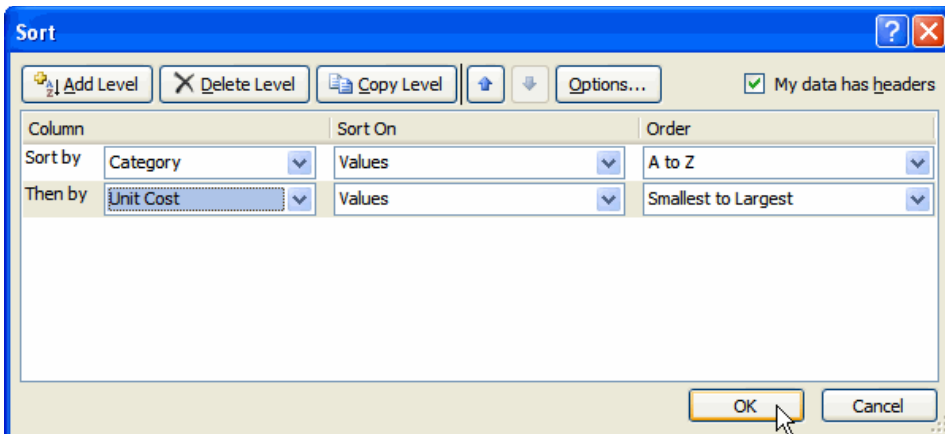 Sort
Add Level Delete Level Copy Level Options... My data has headers
Column Sort On Order
Sort by Category Values A to Z
Then by Unit Cost Values Smallest to Largest
OK Cancel